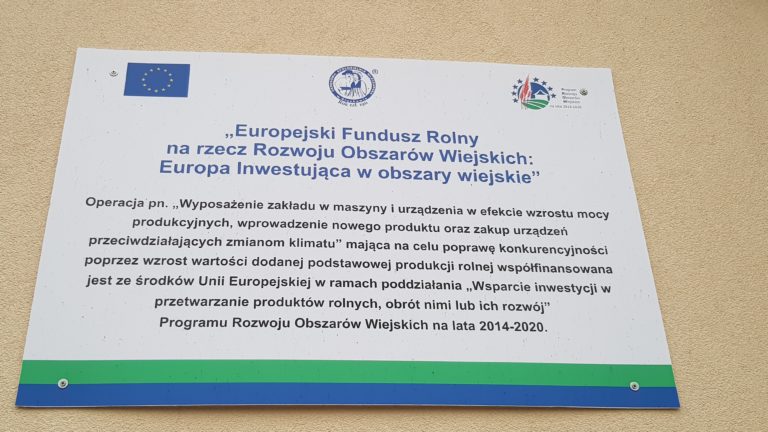 „Europejski Fundusz Rolny
na rzecz Rozwoju Obszarów Wiejskich:
Europa Inwestująca w obszary wiejskie”
Operacja pn. „Wyposażenie zakładu w maszyny i urządzenia w efekcie wzrostu mocy
produkcyjnych, wprowadzenie nowego produktu oraz zakup urządzeń
przeciwdziałających zmianom klimatu” mająca na celu poprawę konkurencyjności
poprzez wzrost wartości dodanej podstawowej produkcji rolnej współfinansowana
jest ze środków Unii Europejskiej w ramach poddziałania „Wsparcie inwestycji w
przetwarzanie produktów rolnych, obrót nimi lub ich rozwój”
Programu Rozwoju Obszarów Wiejskich na lata 2014-2020.